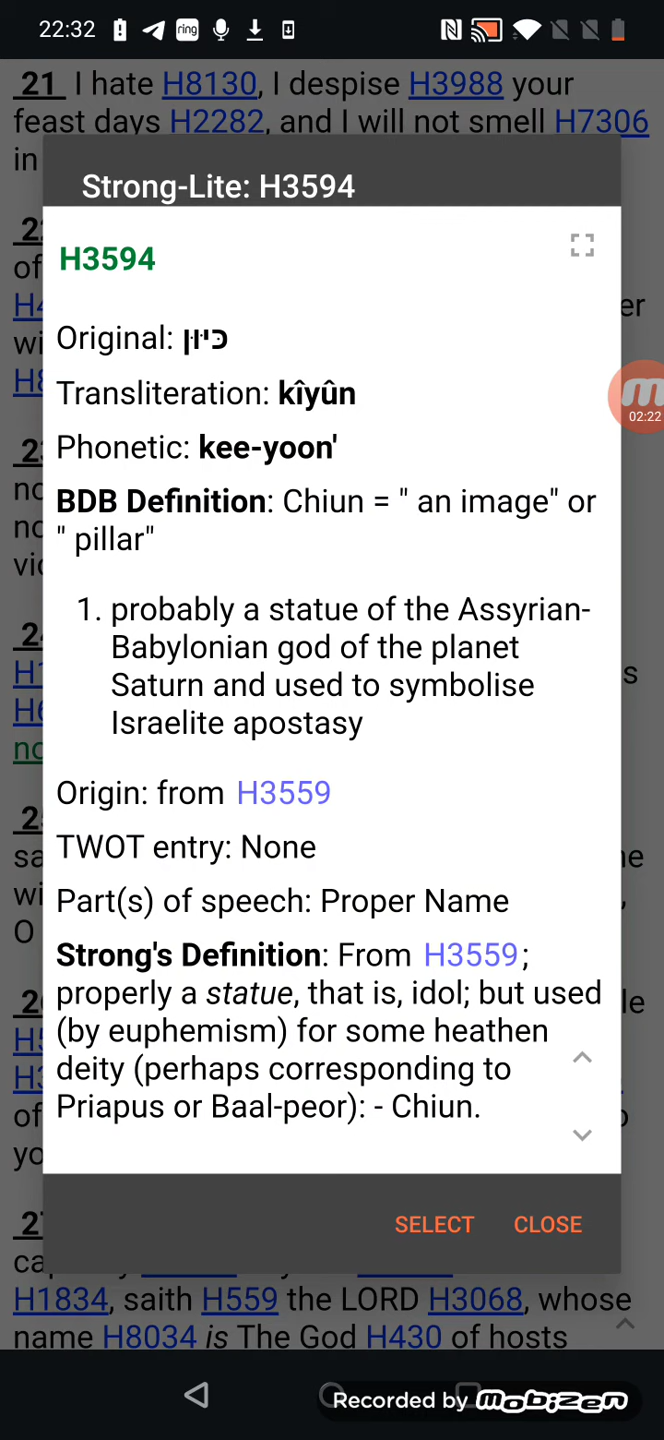 22:32
ring
21 I hate H8130, I despise H3988 your
feast days H2282, and I will not smell H7306
in
Strong-Lite: H3594
H3594
Original: כּיּוּן
Transliteration: kîyûn
Phonetic: kee-yoon'
BDB Definition: Chiun = " an image" or
" pillar"
1. probably a statue of the Assyrian-
Babylonian god of the planet
Saturn and used to symbolise
Israelite apostasy
Origin: from H3559
TWOT entry: None
Part(s) of speech: Proper Name
Strong's Definition: From H3559;
properly a statue, that is, idol; but used
(by euphemism) for some heathen
deity (perhaps corresponding to
Priapus or Baal-peor): - Chiun.
SELECT CLOSE
02:22
H1834, saith H559 the LORD H3068, whose
name H8034 is The God H430 of hosts
Recorded by mobizen